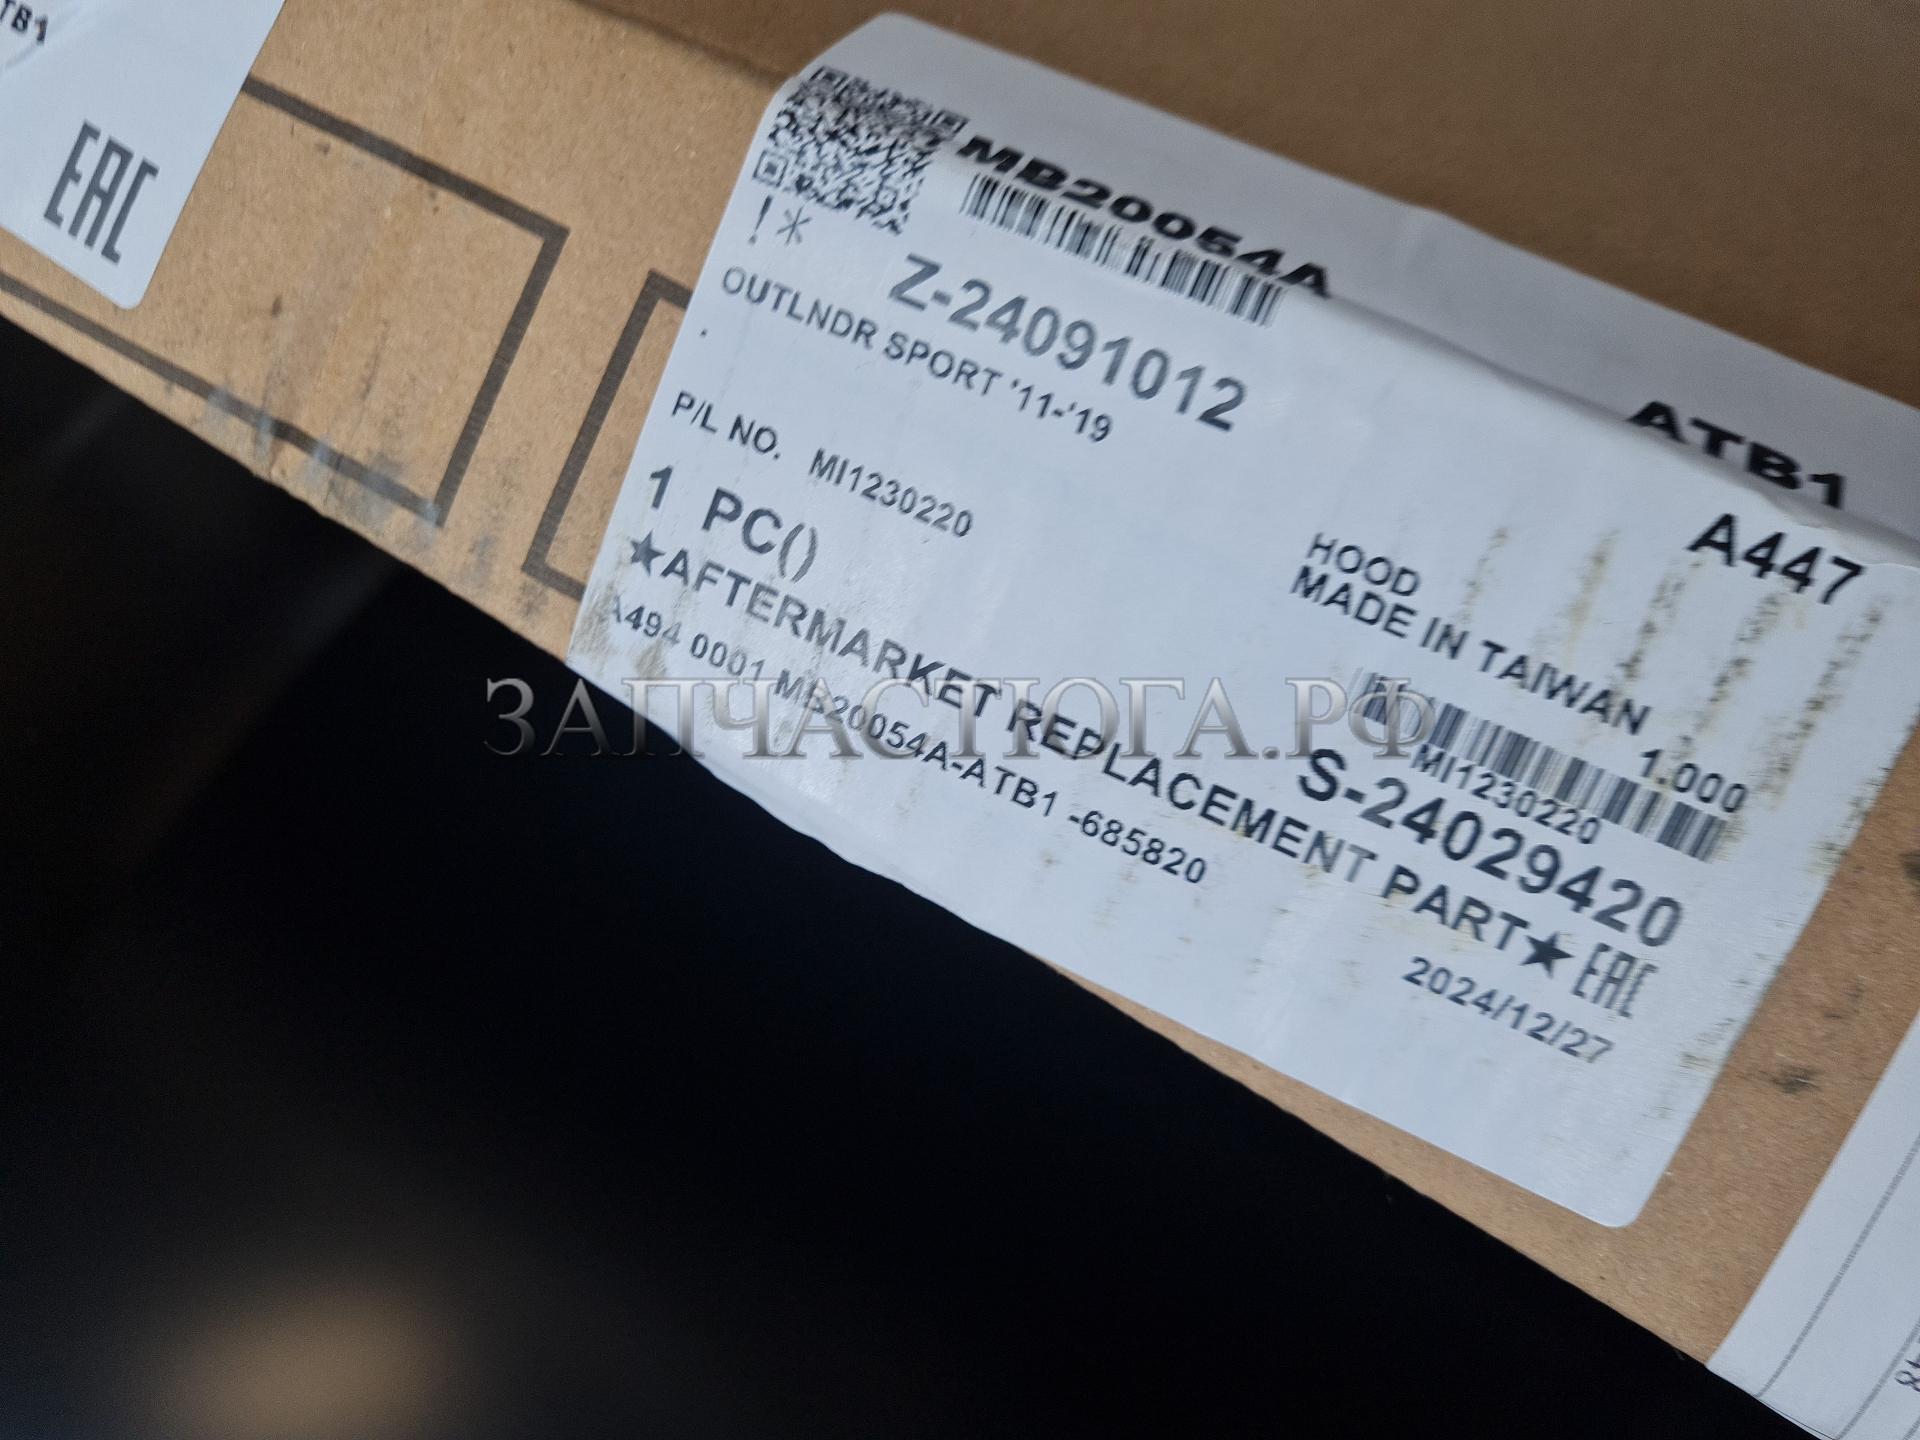 TB1
EAC
MB20054A
ATB1
!*
Z-24091012
A447
OUTLNDR SPORT '11-'19
.
HOOD
P/L NO. MI1230220
MADE IN TAIWAN
1 PC()
1.000
MI1230220
S-24029420
★AFTERMARKET REPLACEMENT PART★ EAC
A494 0001 MB20054A-ATB1 -685820
2024/12/27
ЗАПЧАСТЮГА.РФ